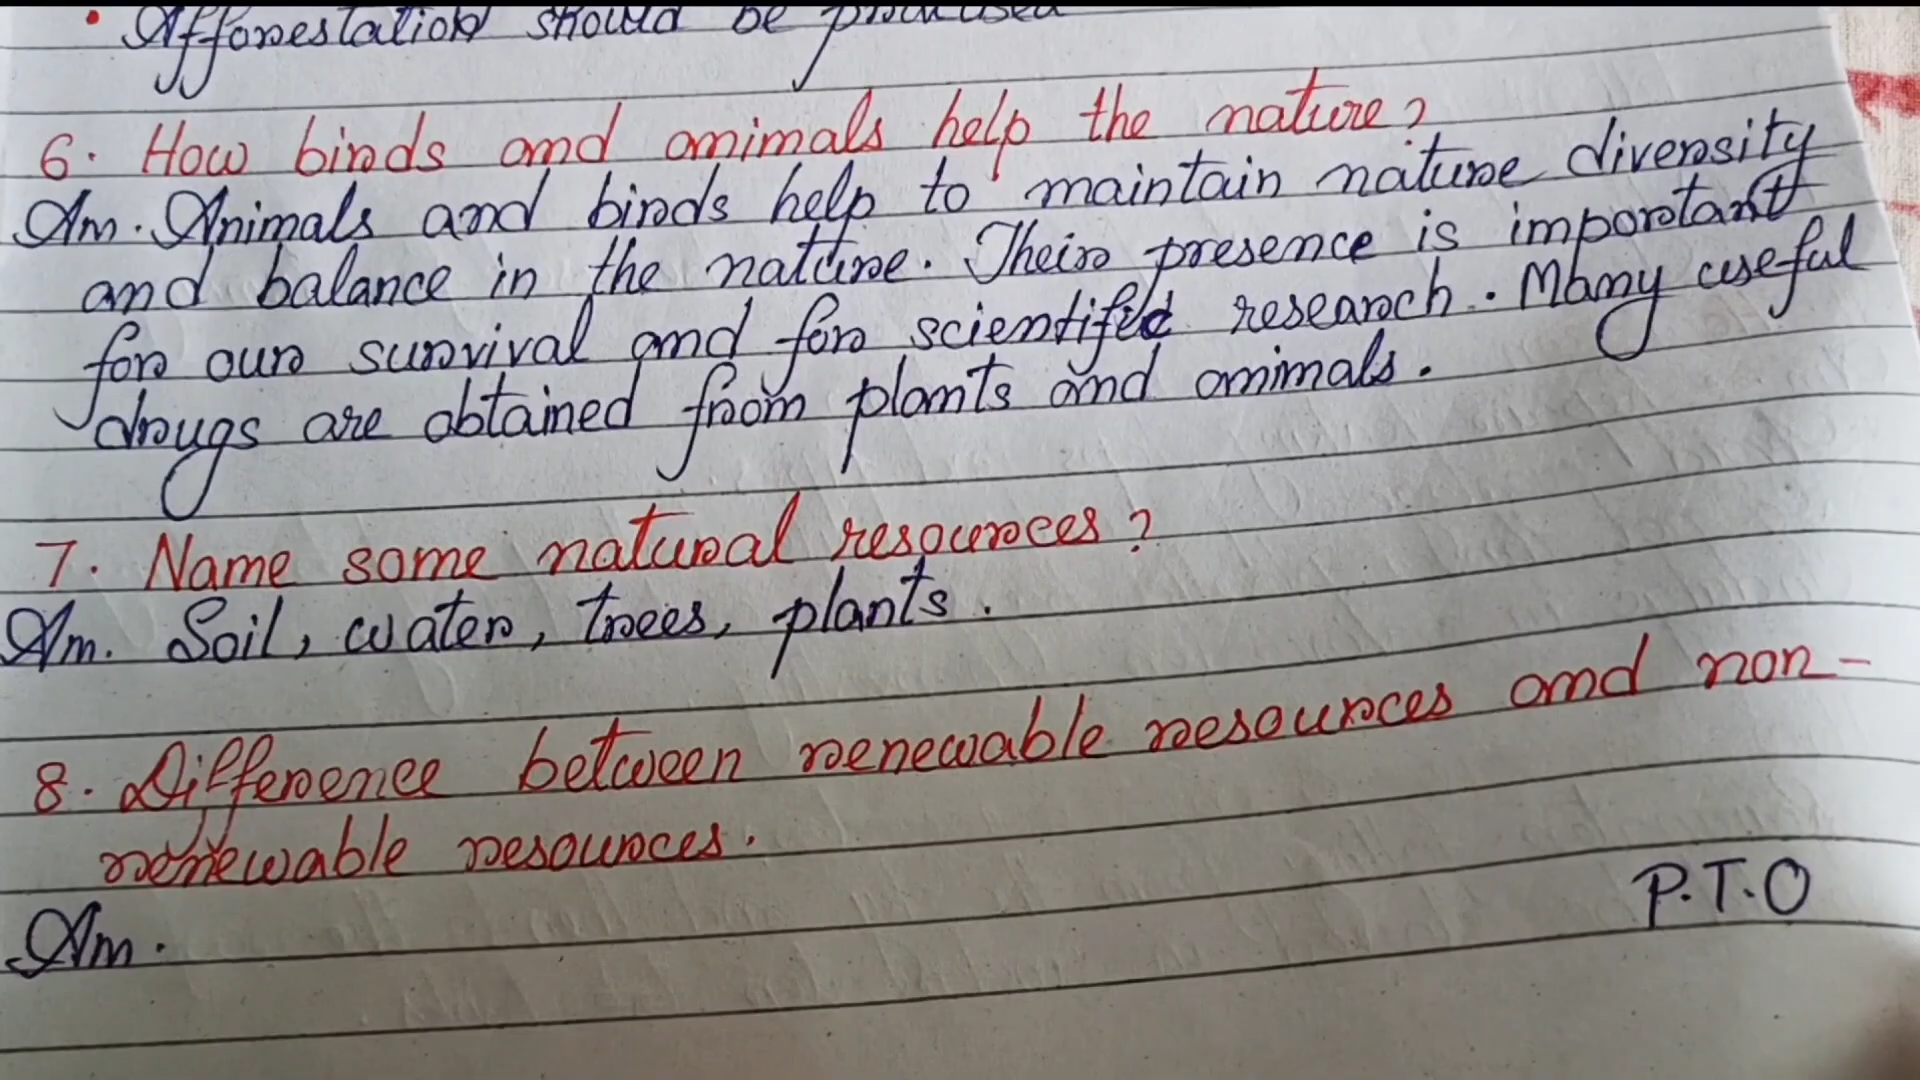 • Afforestation should be practised
6. How birds and animals help the nature?
Ans. Animals and birds help to maintain nature diversity
and balance in the nature. Their presence is important
for our survival and for scientific research. Many useful
drugs are obtained from plants and animals.
7. Name some natural resources?
Ans. Soil, water, trees, plants.
8. Difference between renewable resources and non-
renewable resources.
Ans.
P.T.O